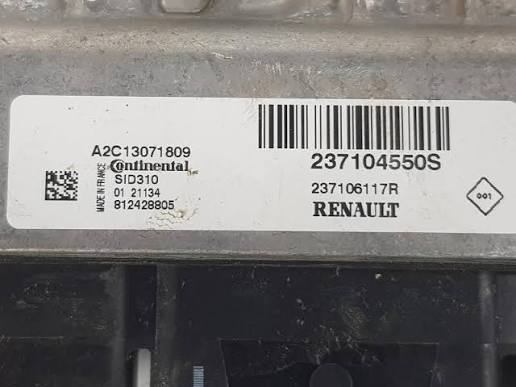 A2C13071809
Continental
SID310
01 21134
812428805
MADE IN FRANCE
237104550S
237106117R
RENAULT
001